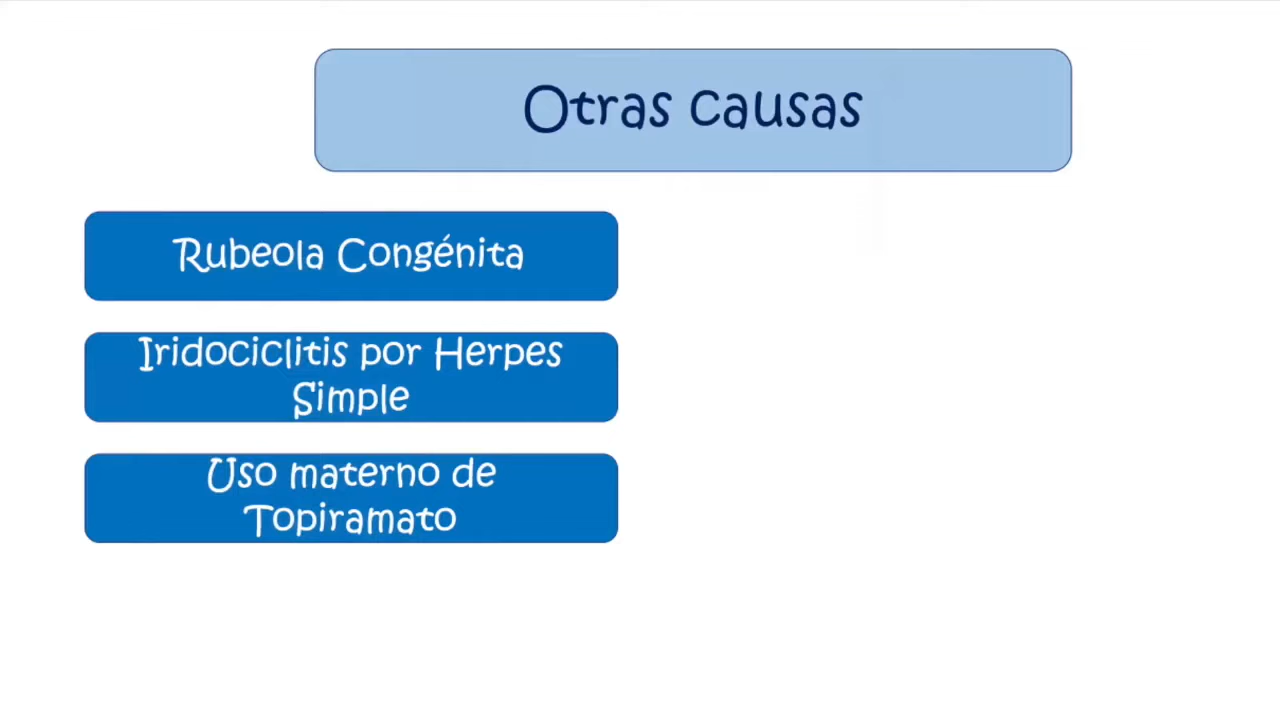 Otras causas
Rubeola Congénita
Iridociclitis por Herpes
Simple
Uso materno de
Topiramato